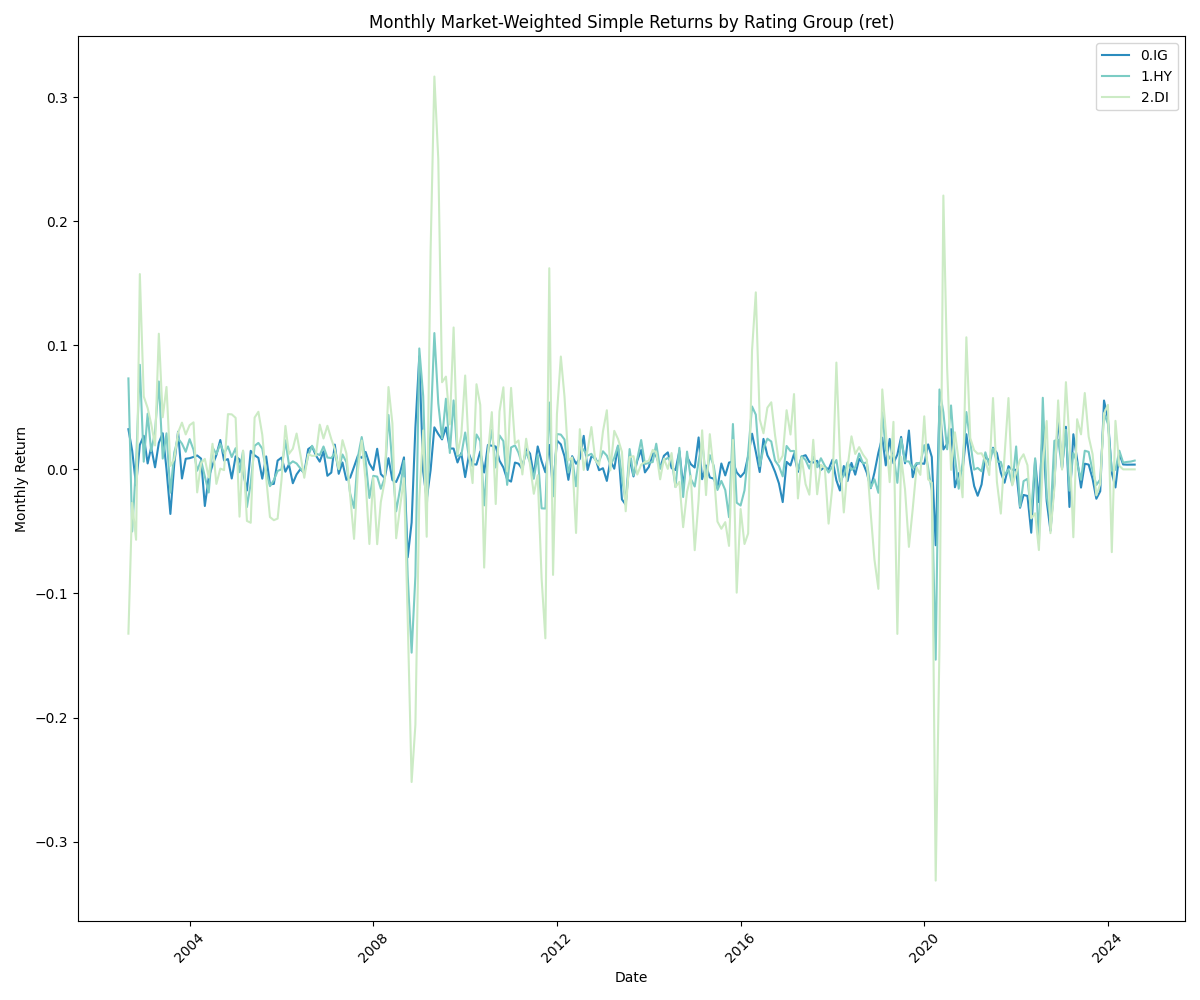 Monthly Market-Weighted Simple Returns by Rating Group (ret)
0.IG
1.HY
2.DI
Monthly Return
0.3
0.2
0.1
0.0
−0.1
−0.2
−0.3
2004
2008
2012
2016
2020
2024
Date